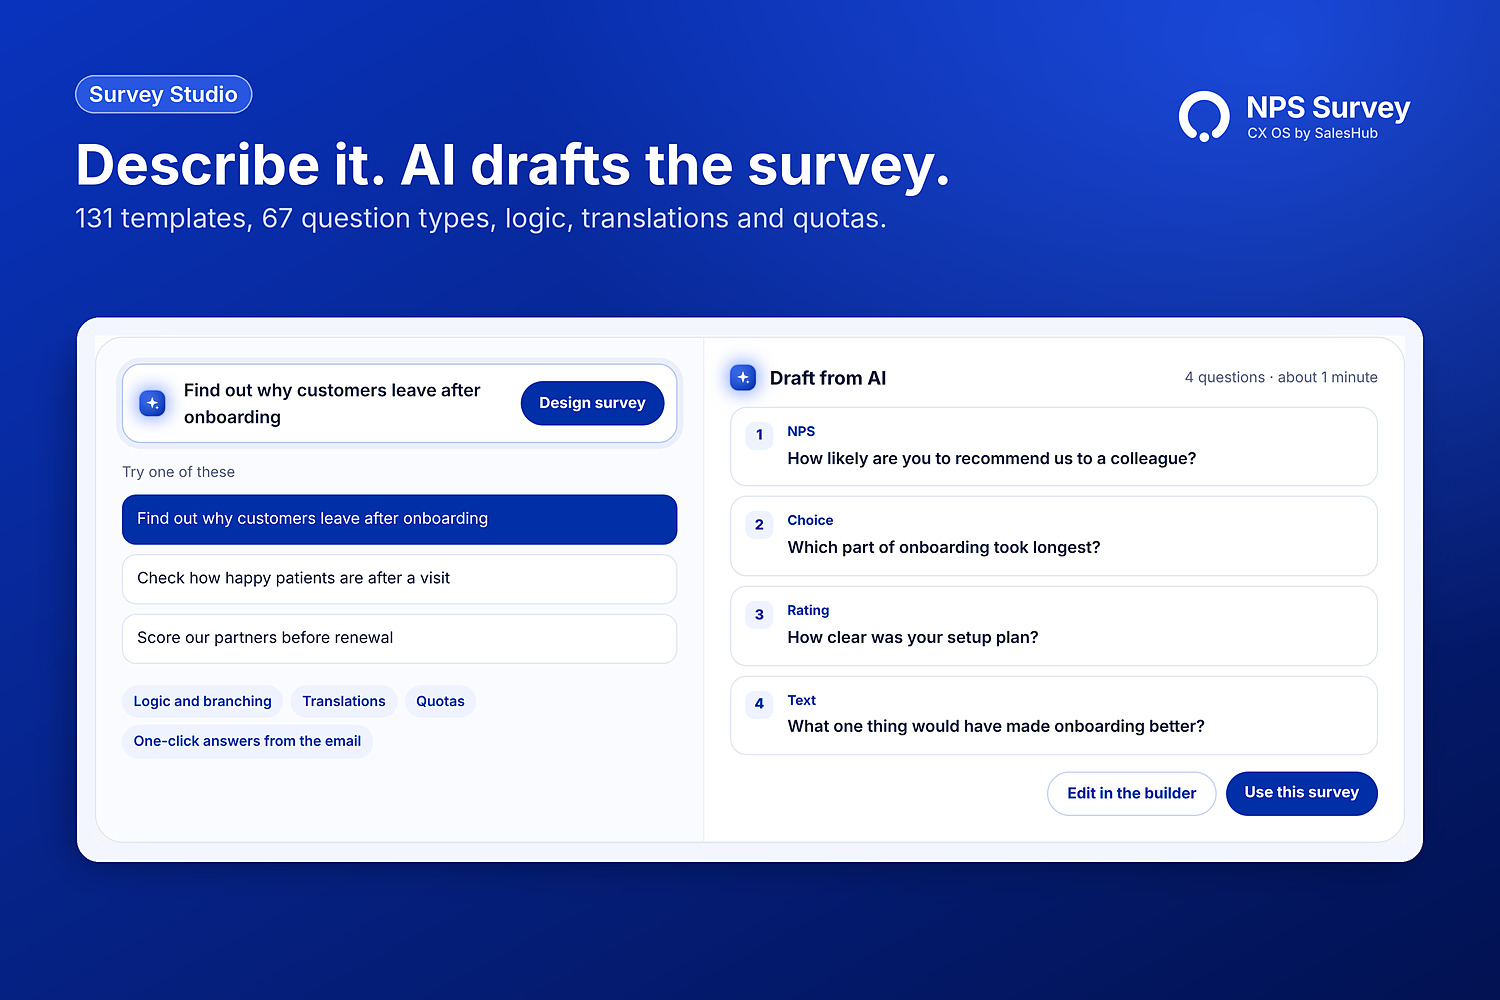 Survey Studio
Describe it. AI drafts the survey.
131 templates, 67 question types, logic, translations and quotas.
NPS Survey
CX OS by SalesHub
Find out why customers leave after
onboarding
Design survey
Try one of these
Find out why customers leave after onboarding
Check how happy patients are after a visit
Score our partners before renewal
Logic and branching
Translations
Quotas
One-click answers from the email
Draft from AI
4 questions · about 1 minute
1
NPS
How likely are you to recommend us to a colleague?
2
Choice
Which part of onboarding took longest?
3
Rating
How clear was your setup plan?
4
Text
What one thing would have made onboarding better?
Edit in the builder
Use this survey